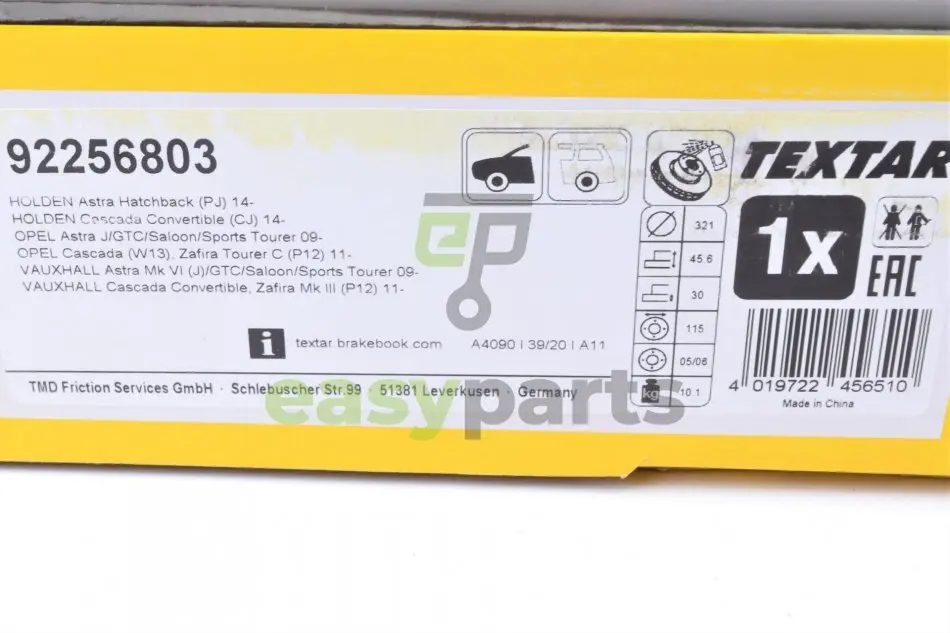 92256803
TEXTAR
HOLDEN Astra Hatchback (PJ) 14-
HOLDEN Cascada Convertible (CJ) 14-
OPEL Astra J/GTC/Saloon/Sports Tourer 09-
OPEL Cascada (W13), Zafira Tourer C (P12) 11-
VAUXHALL Astra Mk VI (J)/GTC/Saloon/Sports Tourer 09-
VAUXHALL Cascada Convertible, Zafira Mk III (P12) 11-
321
45.6
30
115
05/06
kg 10.1
1x
EAC
i textar.brakebook.com A4090 | 39/20 | A11
TMD Friction Services GmbH · Schlebuscher Str.99 51381 Leverkusen · Germany
4 019722 456510
Made in China
ep
easyparts